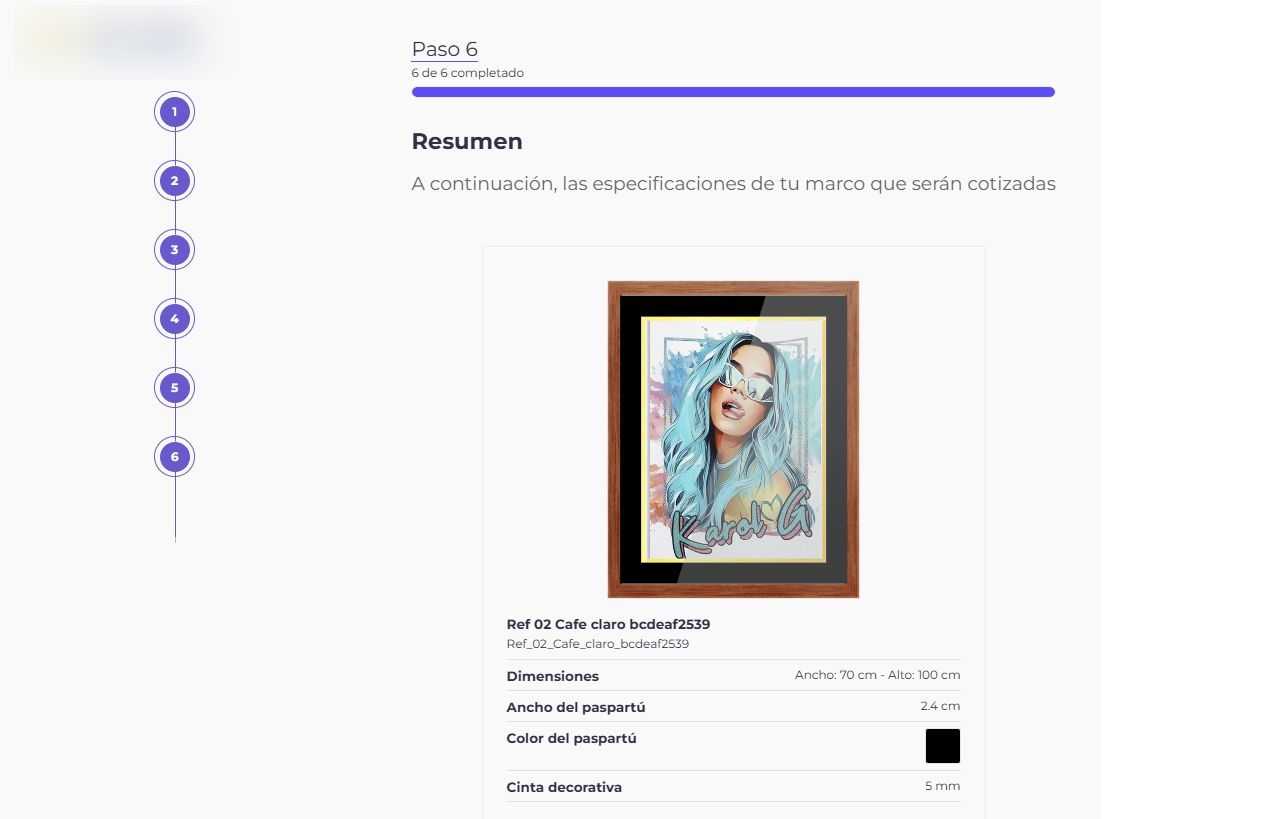 Paso 6
6 de 6 completado
1
2
3
4
5
6
Resumen
A continuación, las especificaciones de tu marco que serán cotizadas
Karol G
Ref 02 Cafe claro bcdeaf2539
Ref_02_Cafe_claro_bcdeaf2539
Dimensiones Ancho: 70 cm - Alto: 100 cm
Ancho del paspartú 2.4 cm
Color del paspartú
Cinta decorativa 5 mm